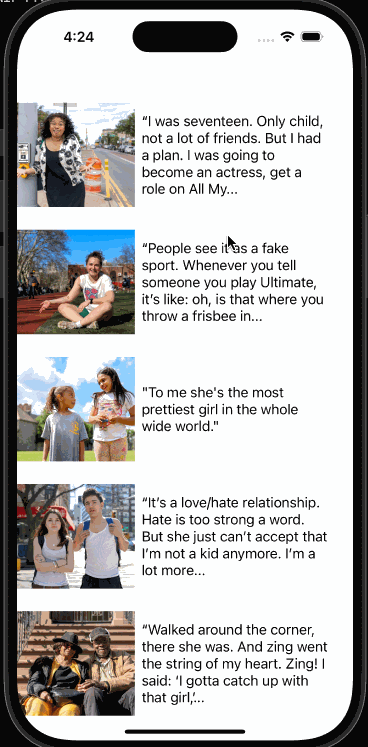 4:24
“I was seventeen. Only child,
not a lot of friends. But I had
a plan. I was going to
become an actress, get a
role on All My...
“People see it as a fake
sport. Whenever you tell
someone you play Ultimate,
it’s like: oh, is that where you
throw a frisbee in...
"To me she's the most
prettiest girl in the whole
wide world."
“It’s a love/hate relationship.
Hate is too strong a word.
But she just can’t accept that
I’m not a kid anymore. I’m a
lot more...
“Walked around the corner,
there she was. And zing went
the string of my heart. Zing! I
said: ‘I gotta catch up with
that girl,’...